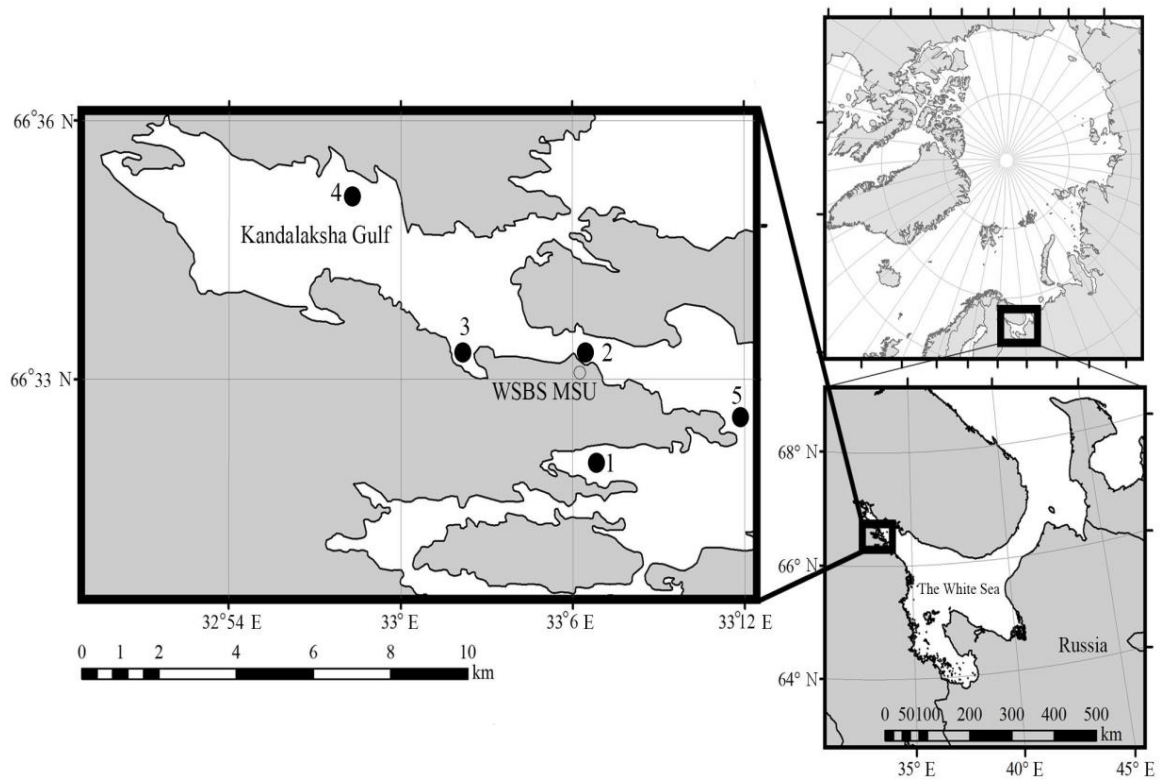 66°36 N
4
Kandalaksha Gulf
3
2
66°33 N
WSBS MSU
5
1
32°54 E
33° E
33°6 E
33°12 E
0 1 2 4 6 8 10
km
68° N
66° N
The White Sea
Russia
64° N
0 50 100 200 300 400 500
km
35° E
40° E
45° E